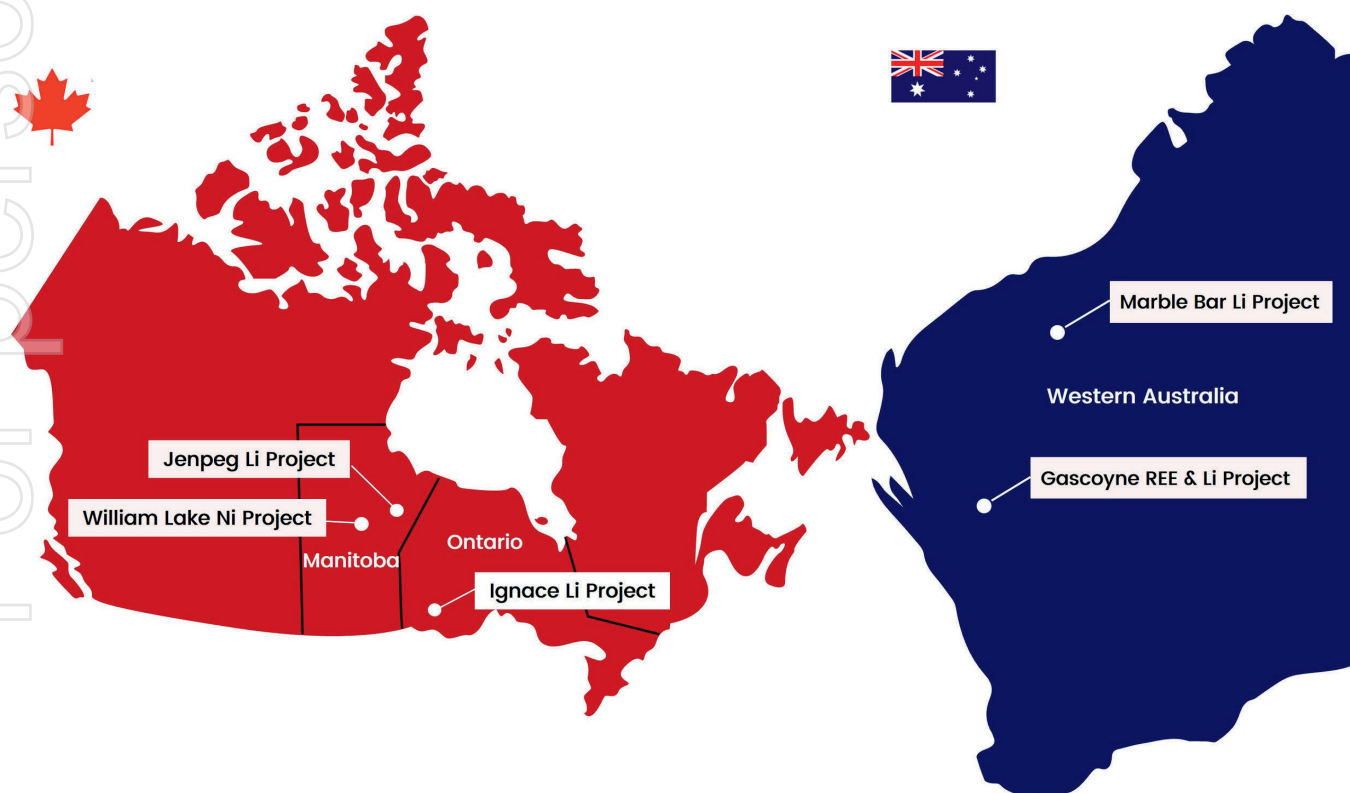 Marble Bar Li Project
Western Australia
Jenpeg Li Project
Gascoyne REE & Li Project
William Lake Ni Project
Ontario
Manitoba
Ignace Li Project